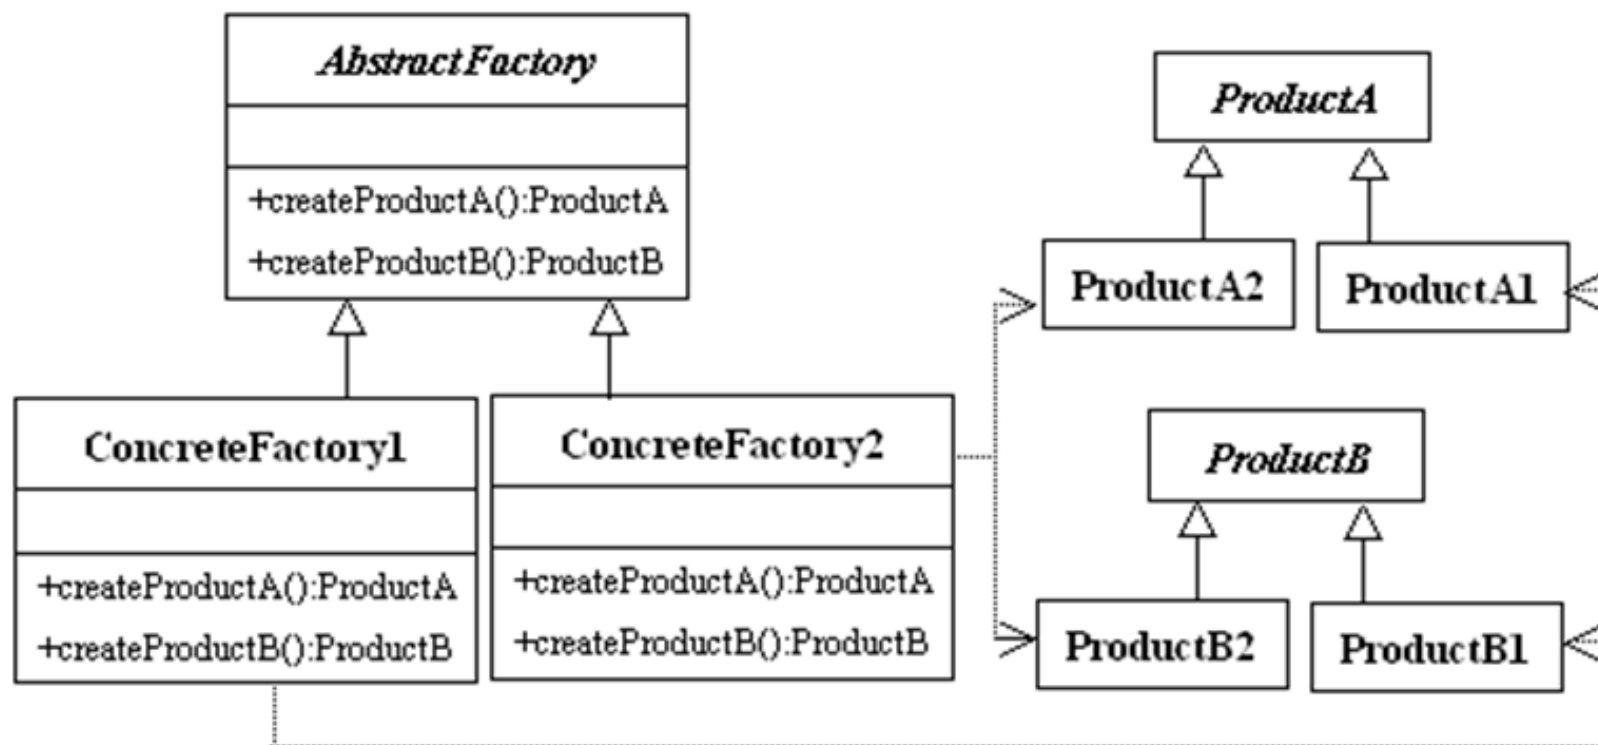 AbstractFactory
+createProductA():ProductA
+createProductB():ProductB
ConcreteFactory1
+createProductA():ProductA
+createProductB():ProductB
ConcreteFactory2
+createProductA():ProductA
+createProductB():ProductB
ProductA
ProductA2
ProductA1
ProductB
ProductB2
ProductB1